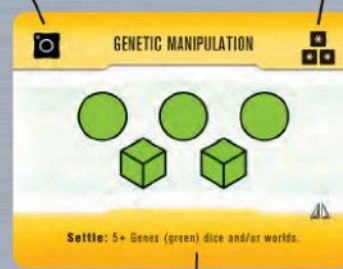 GENETIC MANIPULATION
Settle: 5+ Genes (green) dice and/or worlds.